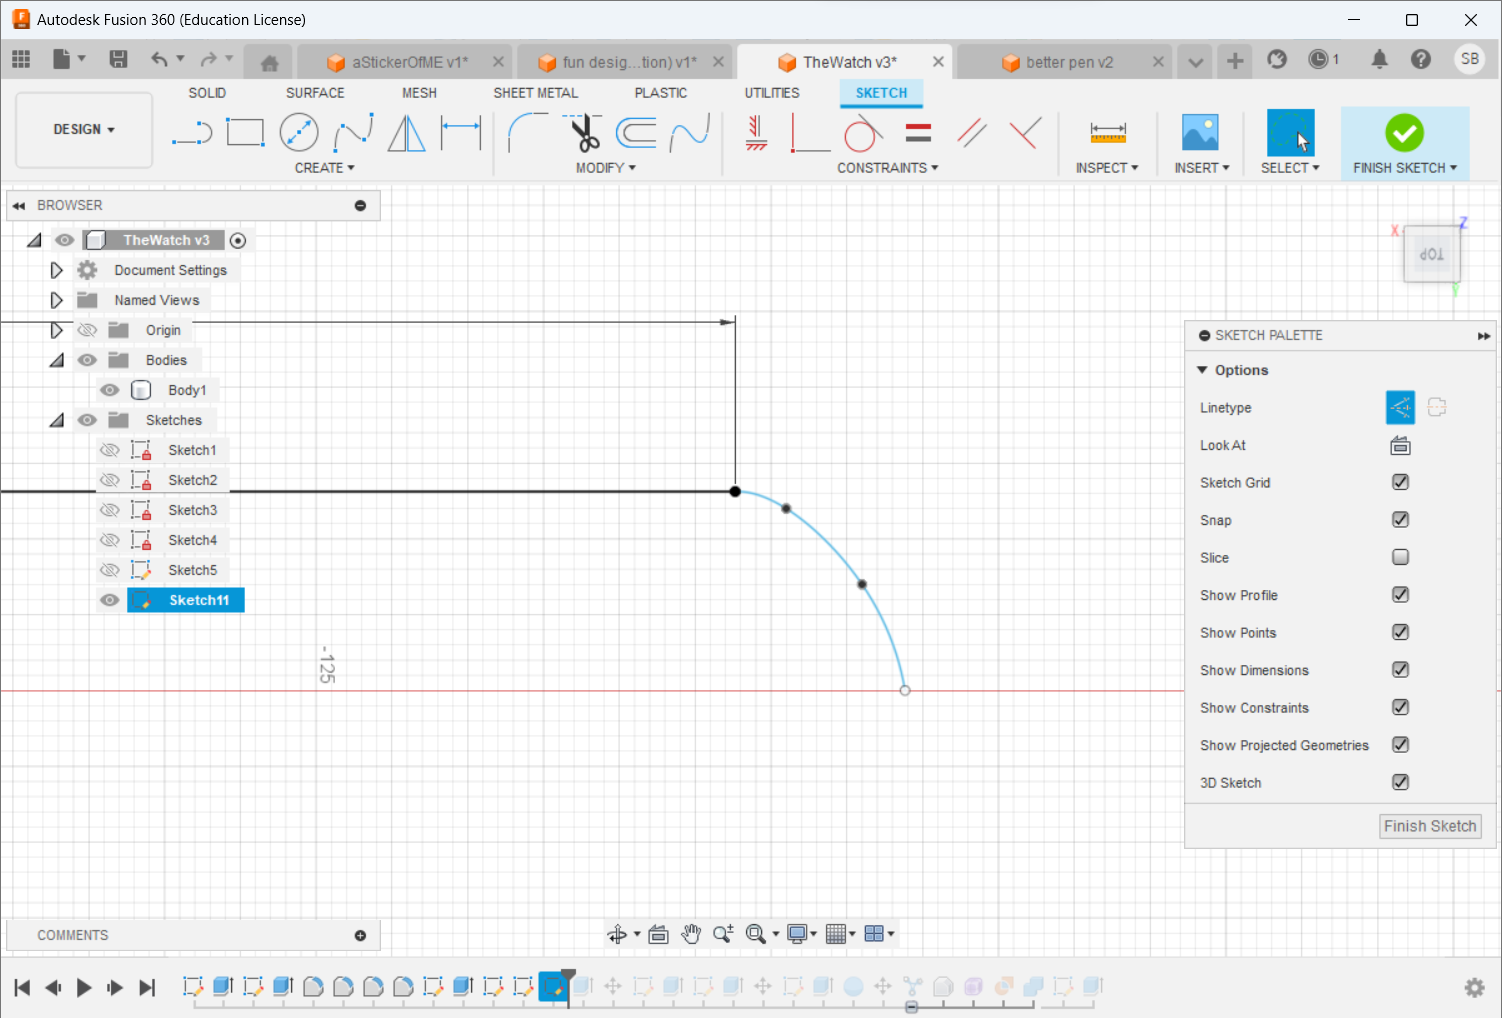 Autodesk Fusion 360 (Education License)
aStickerOfME v1*
fun desig...tion) v1*
TheWatch v3*
better pen v2
1
SB
SOLID
SURFACE
MESH
SHEET METAL
PLASTIC
UTILITIES
SKETCH
DESIGN
CREATE
MODIFY
CONSTRAINTS
INSPECT
INSERT
SELECT
FINISH SKETCH
BROWSER
TheWatch v3
Document Settings
Named Views
Origin
Bodies
Body1
Sketches
Sketch1
Sketch2
Sketch3
Sketch4
Sketch5
Sketch11
-125
X
Z
TOP
Y
SKETCH PALETTE
Options
Linetype
Look At
Sketch Grid
Snap
Slice
Show Profile
Show Points
Show Dimensions
Show Constraints
Show Projected Geometries
3D Sketch
Finish Sketch
COMMENTS